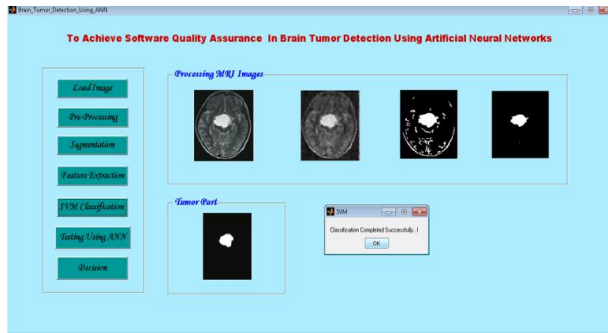 Brain_Tumor_Detection_Using_ANN
To Achieve Software Quality Assurance In Brain Tumor Detection Using Artificial Neural Networks
Load Image
Pre-Processing
Segmentation
Feature Extraction
SVM Classification
Testing Using ANN
Decision
Processing MRI Images
Tumor Part
SVM
Classification Completed Successfully..!
OK